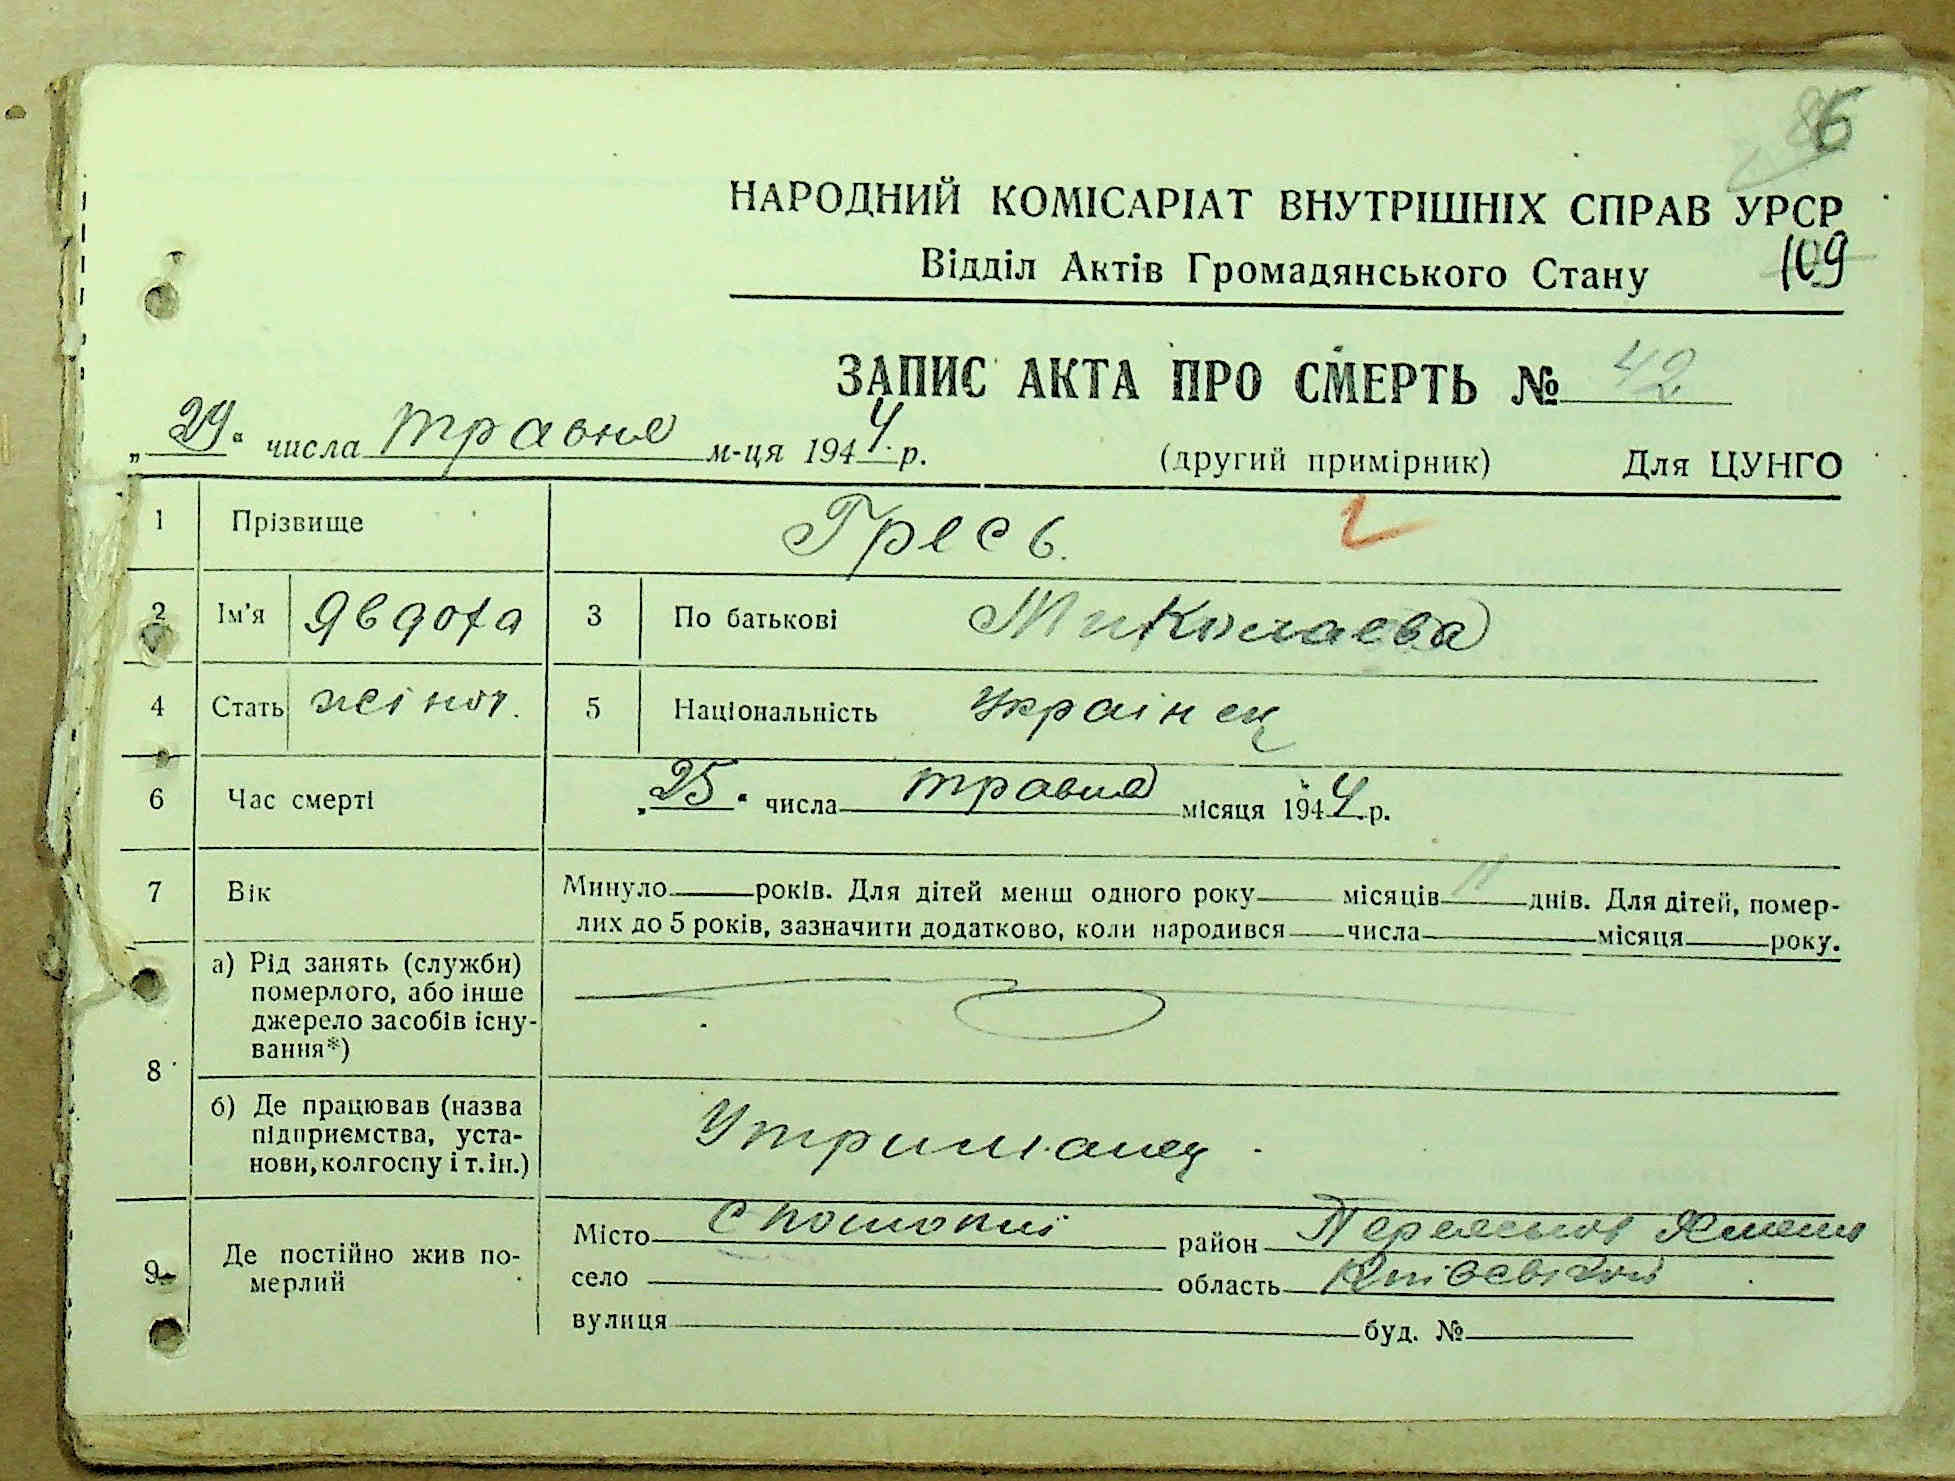 86
НАРОДНИЙ КОМІСАРІАТ ВНУТРІШНІХ СПРАВ УРСР
Відділ Актів Громадянського Стану 109
ЗАПИС АКТА ПРО СМЕРТЬ № 42
„29“ числа травня м-ця 1944 р. (другий примірник) Для ЦУНГО
1 Прізвище Гресь.
2 Ім'я Явдоха 3 По батькові Миколаєва
4 Стать жіноч. 5 Національність Українец
6 Час смерті „25“ числа травня місяця 1944 р.
7 Вік Минуло років. Для дітей менш одного року місяців 11 днів. Для дітей, помер-
лих до 5 років, зазначити додатково, коли народився числа місяця року.
8 а) Рід занять (служби)
померлого, або інше
джерело засобів існу-
вання*)
б) Де працював (назва
підприємства, уста-
нови, колгоспу і т. ін.) Утриманец
9 Де постійно жив по-
мерлий
Місто район
село область
вулиця буд. №